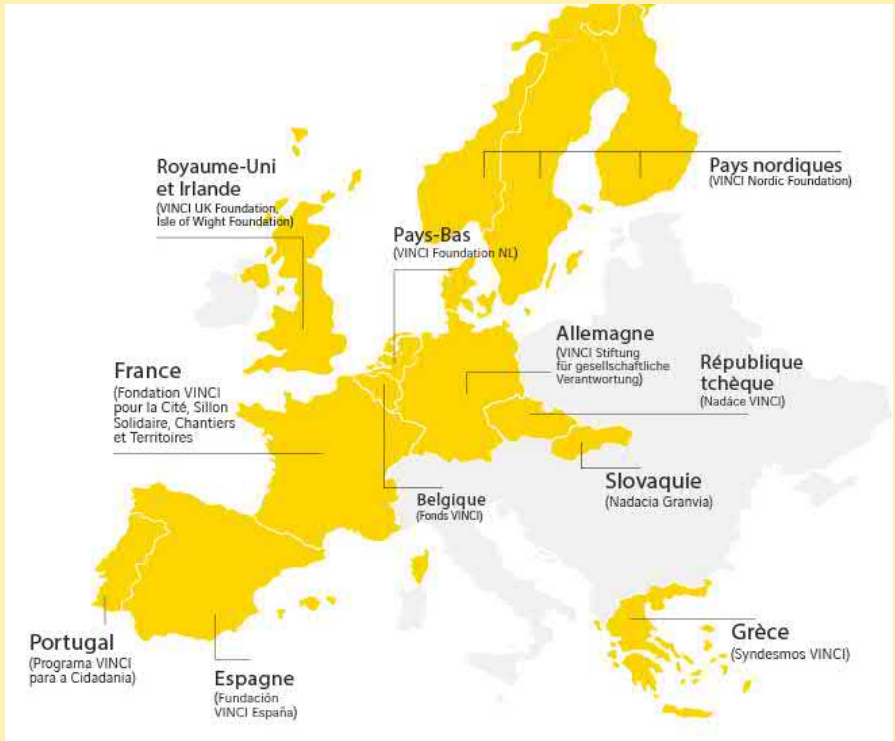 Royaume-Uni
et Irlande
(VINCI UK Foundation,
Isle of Wight Foundation)
Pays nordiques
(VINCI Nordic Foundation)
Pays-Bas
(VINCI Foundation NL)
Allemagne
(VINCI Stiftung
für gesellschaftliche
Verantwortung)
République
tchèque
(Nadáce VINCI)
France
(Fondation VINCI
pour la Cité, Sillon
Solidaire, Chantiers
et Territoires
Belgique
(Fonds VINCI)
Slovaquie
(Nadacia Granvia)
Portugal
(Programa VINCI
para a Cidadania)
Espagne
(Fundación
VINCI España)
Grèce
(Syndesmos VINCI)